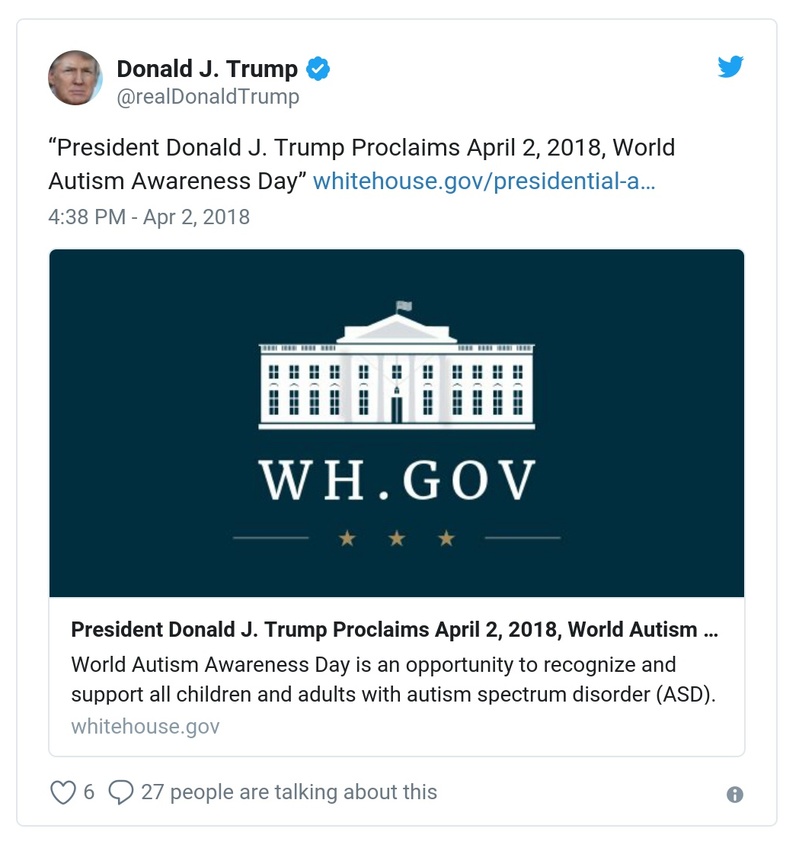 Donald J. Trump
@realDonaldTrump
“President Donald J. Trump Proclaims April 2, 2018, World
Autism Awareness Day” whitehouse.gov/presidential-a…
4:38 PM - Apr 2, 2018
WH.GOV
President Donald J. Trump Proclaims April 2, 2018, World Autism ...
World Autism Awareness Day is an opportunity to recognize and
support all children and adults with autism spectrum disorder (ASD).
whitehouse.gov
6 27 people are talking about this